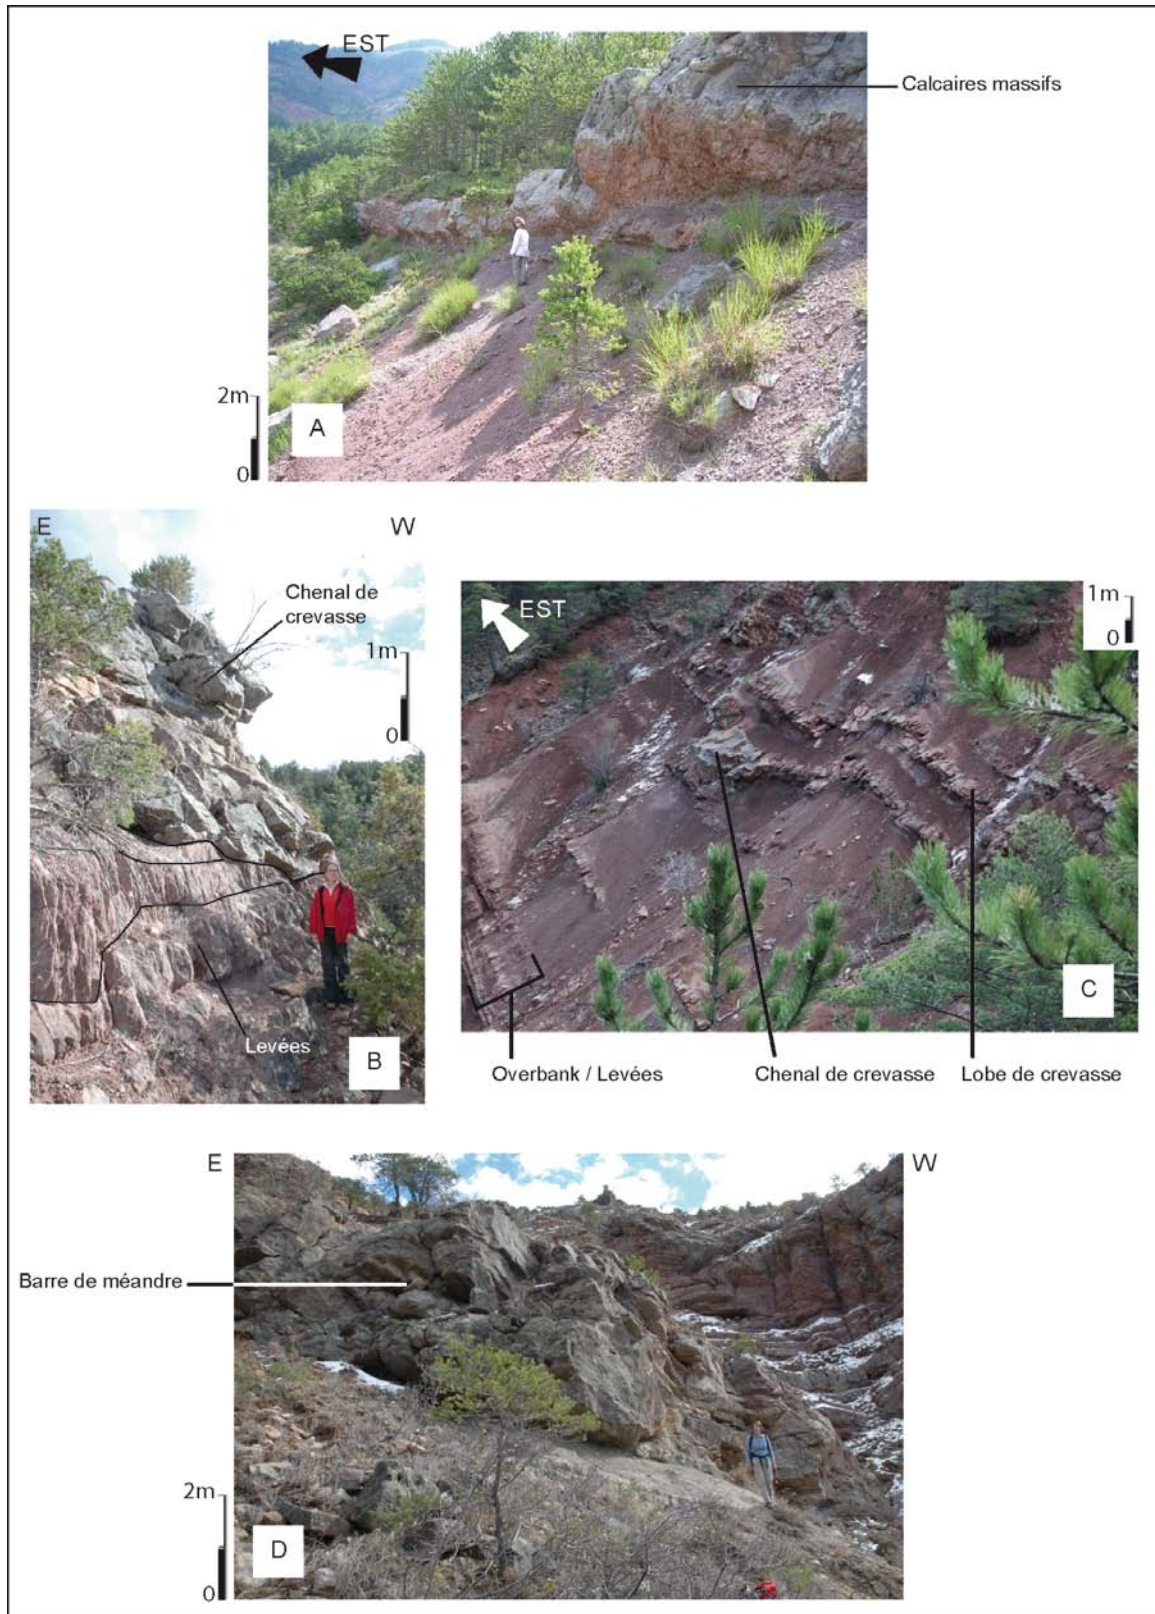 EST
Calcaires massifs
2m
0
A
E
W
Chenal de
crevasse
1m
0
Levées
B
EST
1m
0
C
Overbank / Levées
Chenal de crevasse
Lobe de crevasse
E
W
Barre de méandre
2m
0
D